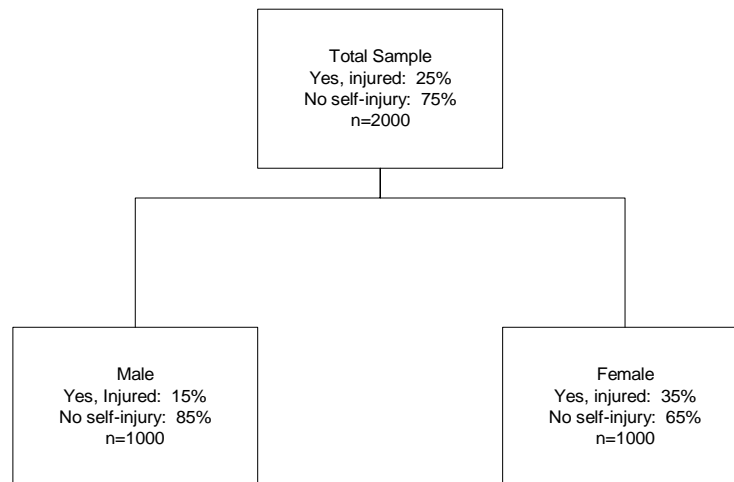 Total Sample
Yes, injured: 25%
No self-injury: 75%
n=2000
Male
Yes, Injured: 15%
No self-injury: 85%
n=1000
Female
Yes, injured: 35%
No self-injury: 65%
n=1000